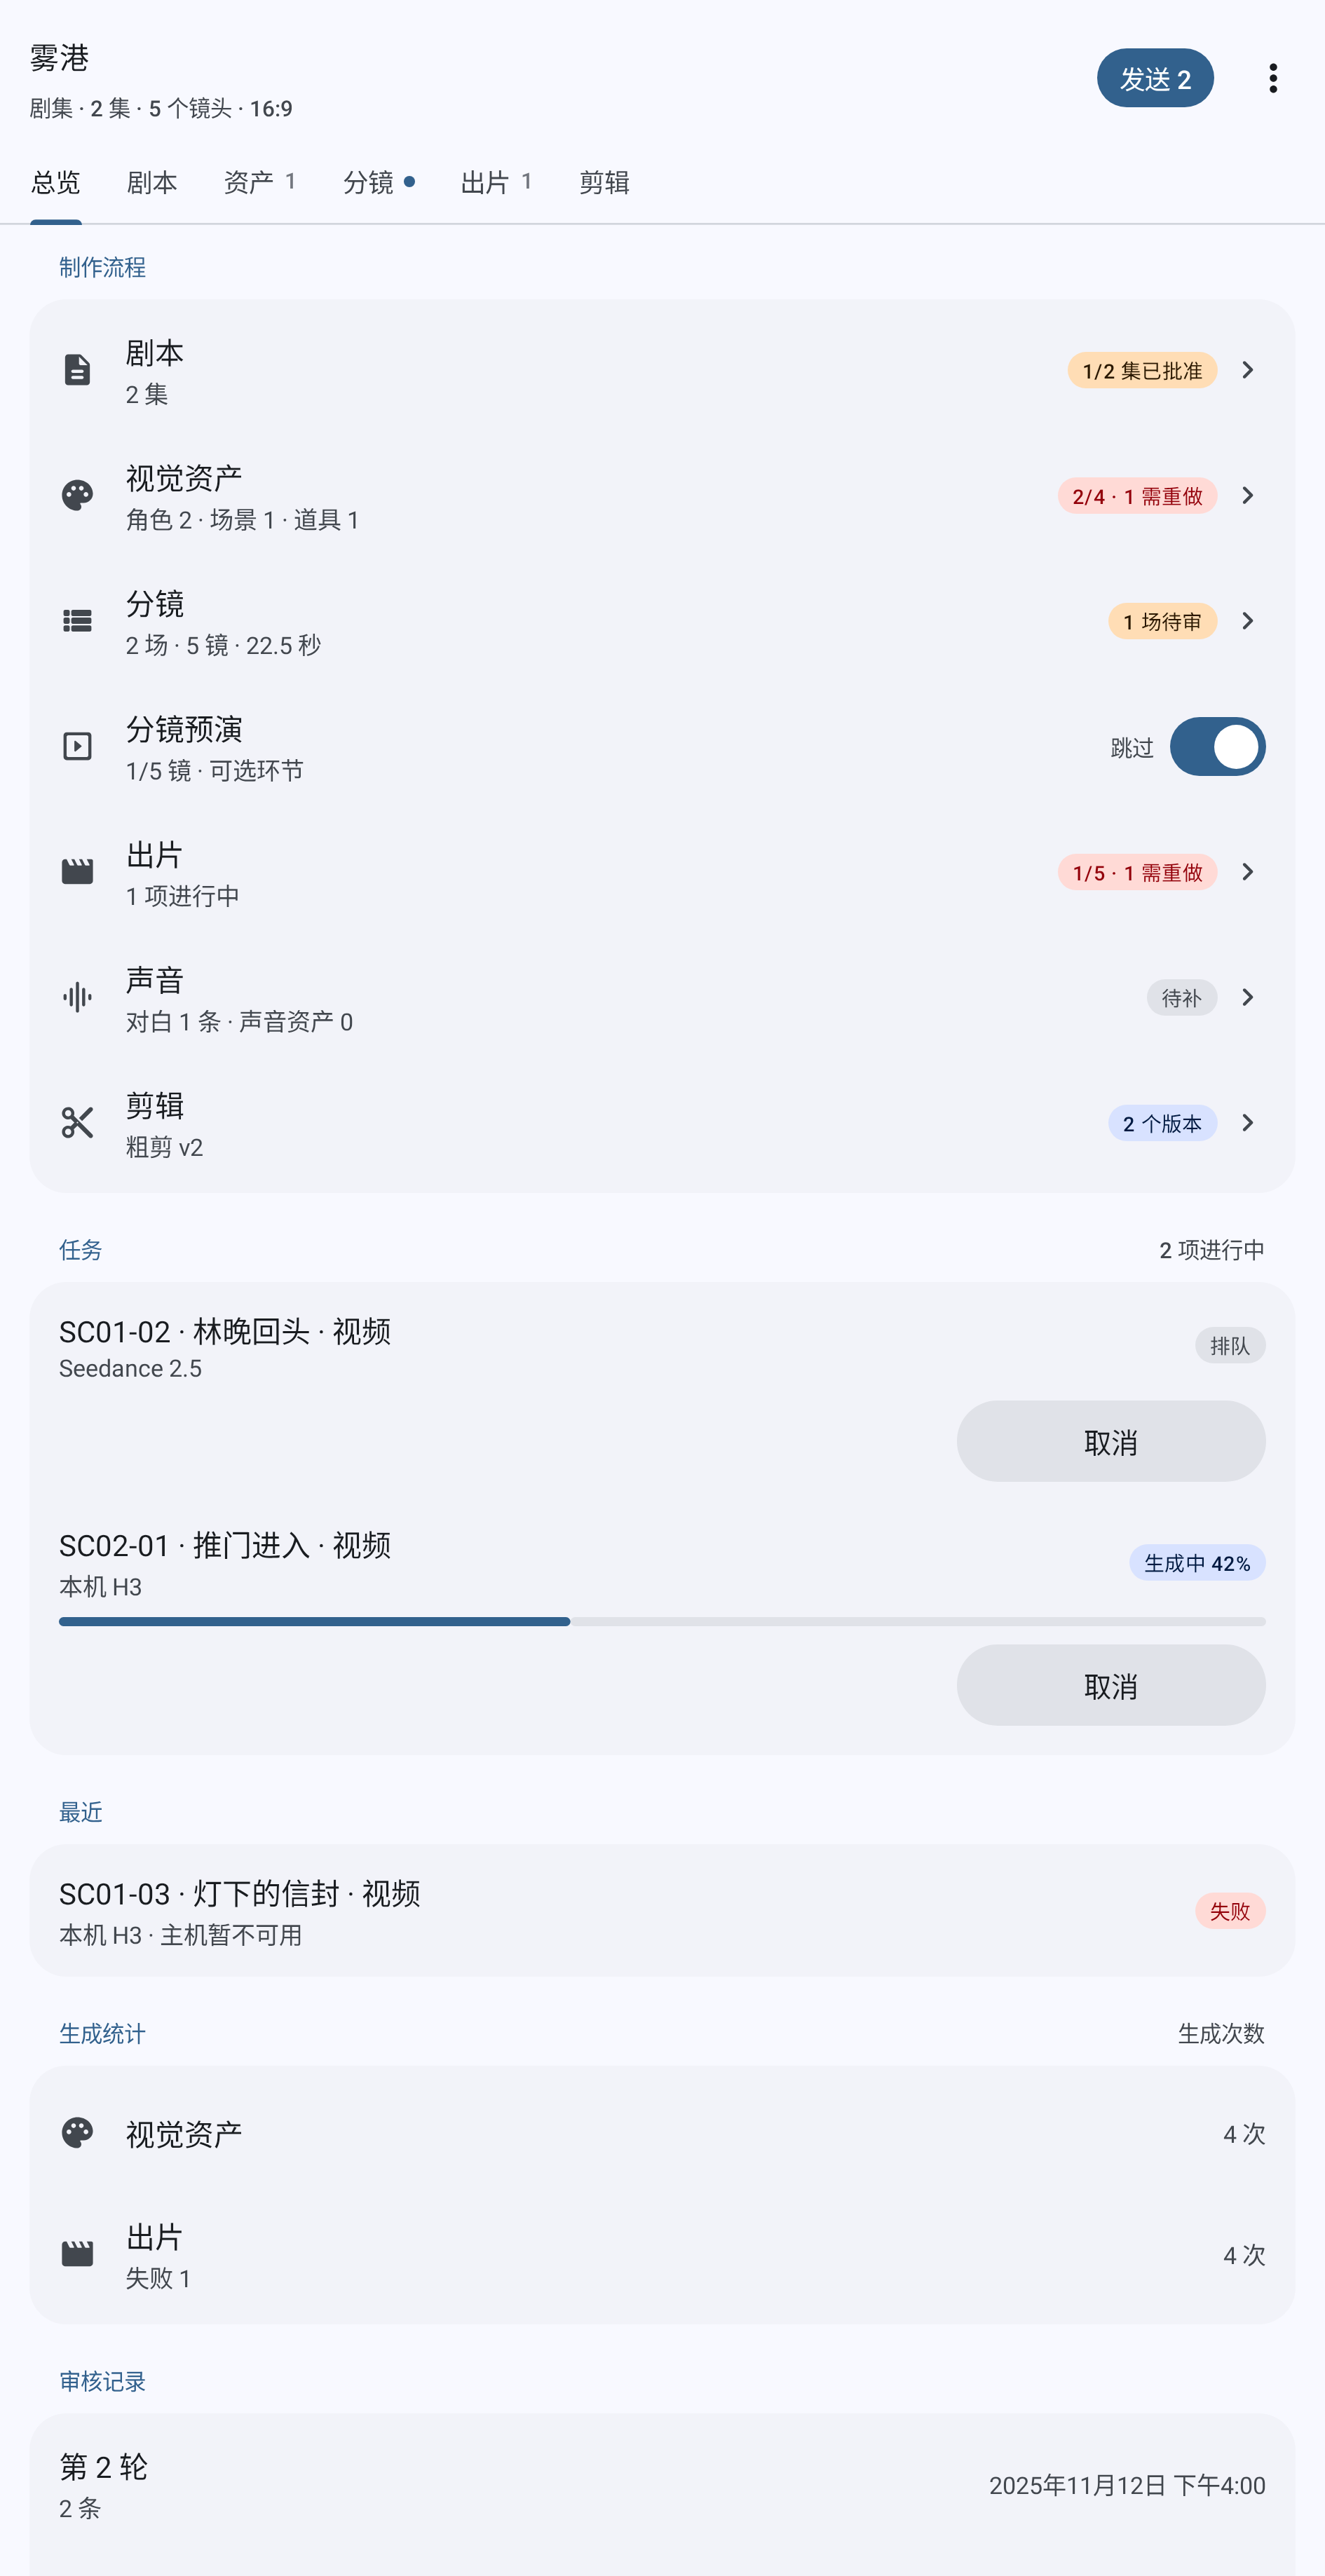 雾港
剧集 · 2 集 · 5 个镜头 · 16:9
发送 2
总览 剧本 资产 1 分镜 出片 1 剪辑
制作流程
剧本
2 集
1/2 集已批准
视觉资产
角色 2 · 场景 1 · 道具 1
2/4 · 1 需重做
分镜
2 场 · 5 镜 · 22.5 秒
1 场待审
分镜预演
1/5 镜 · 可选环节
跳过
出片
1 项进行中
1/5 · 1 需重做
声音
对白 1 条 · 声音资产 0
待补
剪辑
粗剪 v2
2 个版本
任务
2 项进行中
SC01-02 · 林晚回头 · 视频
Seedance 2.5
排队
取消
SC02-01 · 推门进入 · 视频
本机 H3
生成中 42%
取消
最近
SC01-03 · 灯下的信封 · 视频
本机 H3 · 主机暂不可用
失败
生成统计
生成次数
视觉资产
4 次
出片
失败 1
4 次
审核记录
第 2 轮
2 条
2025年11月12日 下午4:00